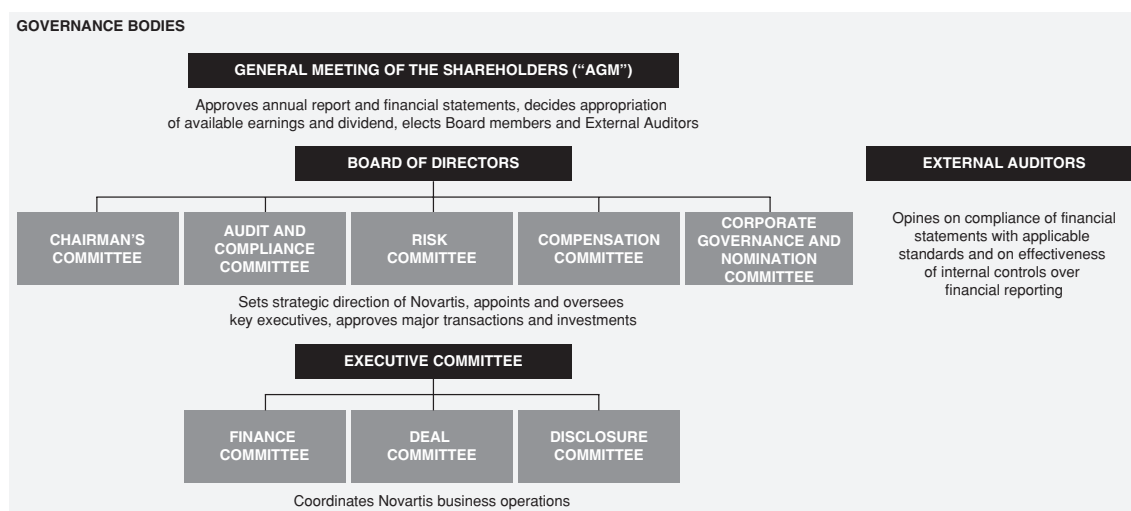 GOVERNANCE BODIES
GENERAL MEETING OF THE SHAREHOLDERS (“AGM”)
Approves annual report and financial statements, decides appropriation
of available earnings and dividend, elects Board members and External Auditors
BOARD OF DIRECTORS
CHAIRMAN’S
COMMITTEE
AUDIT AND
COMPLIANCE
COMMITTEE
RISK
COMMITTEE
COMPENSATION
COMMITTEE
CORPORATE
GOVERNANCE AND
NOMINATION
COMMITTEE
Sets strategic direction of Novartis, appoints and oversees
key executives, approves major transactions and investments
EXTERNAL AUDITORS
Opines on compliance of financial
statements with applicable
standards and on effectiveness
of internal controls over
financial reporting
EXECUTIVE COMMITTEE
FINANCE
COMMITTEE
DEAL
COMMITTEE
DISCLOSURE
COMMITTEE
Coordinates Novartis business operations